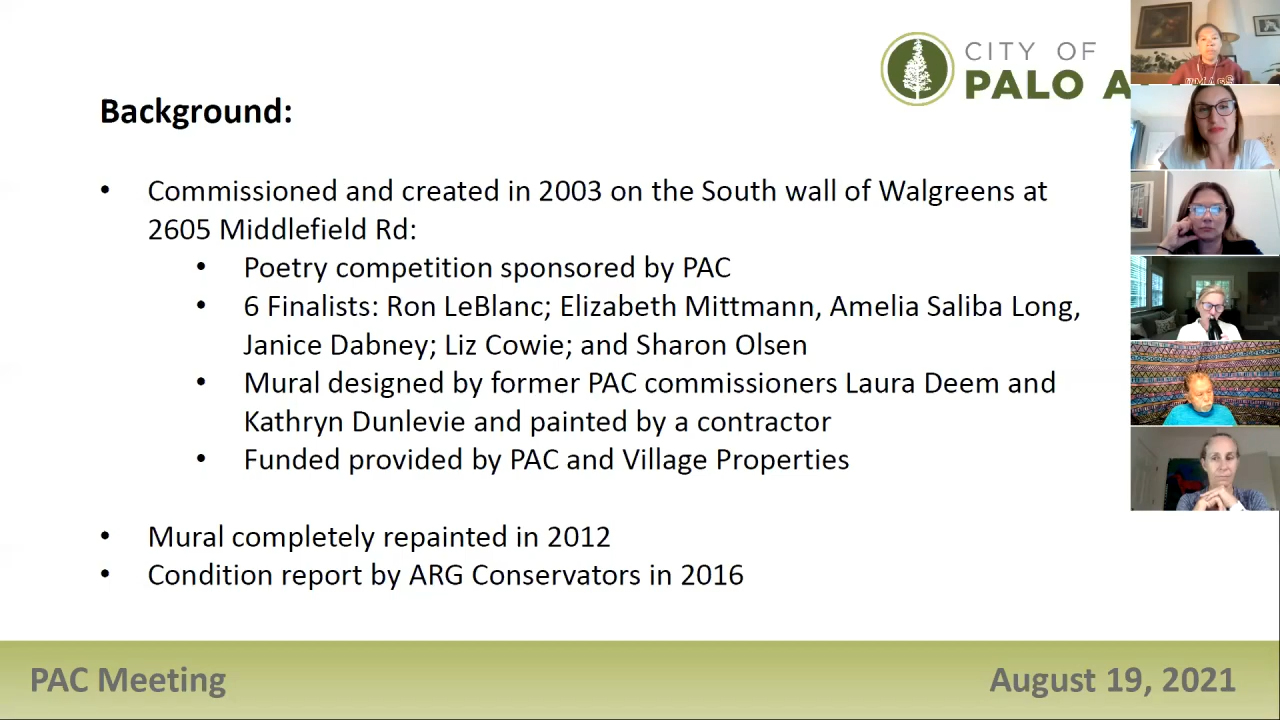 CITY OF
PALO A
Background:
• Commissioned and created in 2003 on the South wall of Walgreens at
2605 Middlefield Rd:
• Poetry competition sponsored by PAC
• 6 Finalists: Ron LeBlanc; Elizabeth Mittmann, Amelia Saliba Long,
Janice Dabney; Liz Cowie; and Sharon Olsen
• Mural designed by former PAC commissioners Laura Deem and
Kathryn Dunlevie and painted by a contractor
• Funded provided by PAC and Village Properties
• Mural completely repainted in 2012
• Condition report by ARG Conservators in 2016
PAC Meeting
August 19, 2021